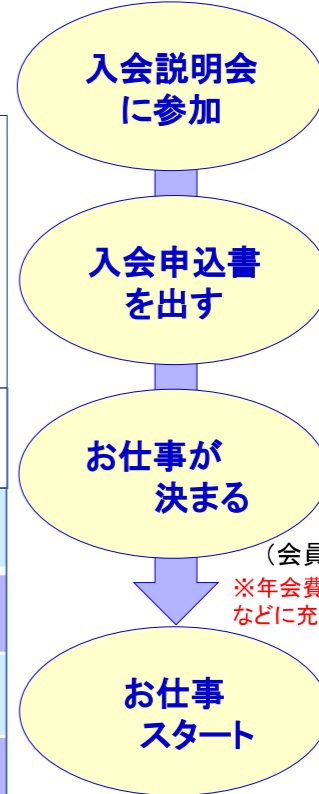 入会説明会
に参加
入会申込書
を出す
お仕事が
決まる
（会員
※年会費
などに充
お仕事
スタート